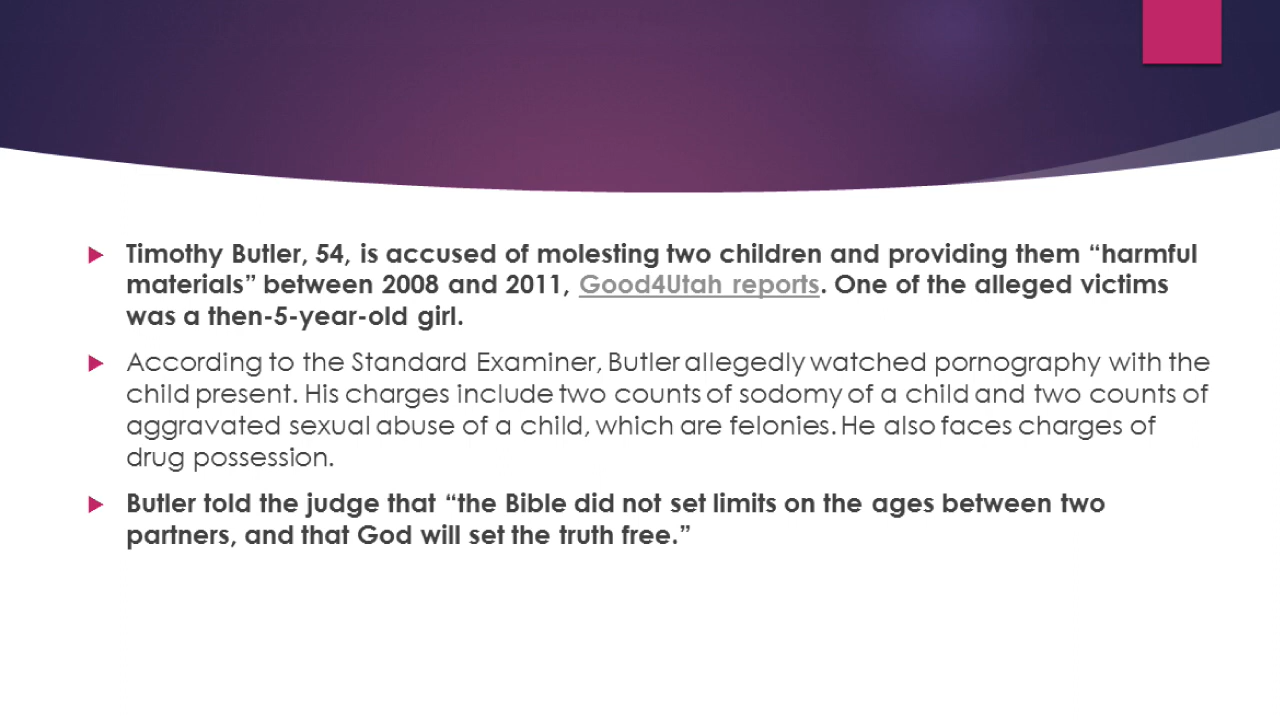 Timothy Butler, 54, is accused of molesting two children and providing them “harmful
materials” between 2008 and 2011, Good4Utah reports. One of the alleged victims
was a then-5-year-old girl.
According to the Standard Examiner, Butler allegedly watched pornography with the
child present. His charges include two counts of sodomy of a child and two counts of
aggravated sexual abuse of a child, which are felonies. He also faces charges of
drug possession.
Butler told the judge that “the Bible did not set limits on the ages between two
partners, and that God will set the truth free.”